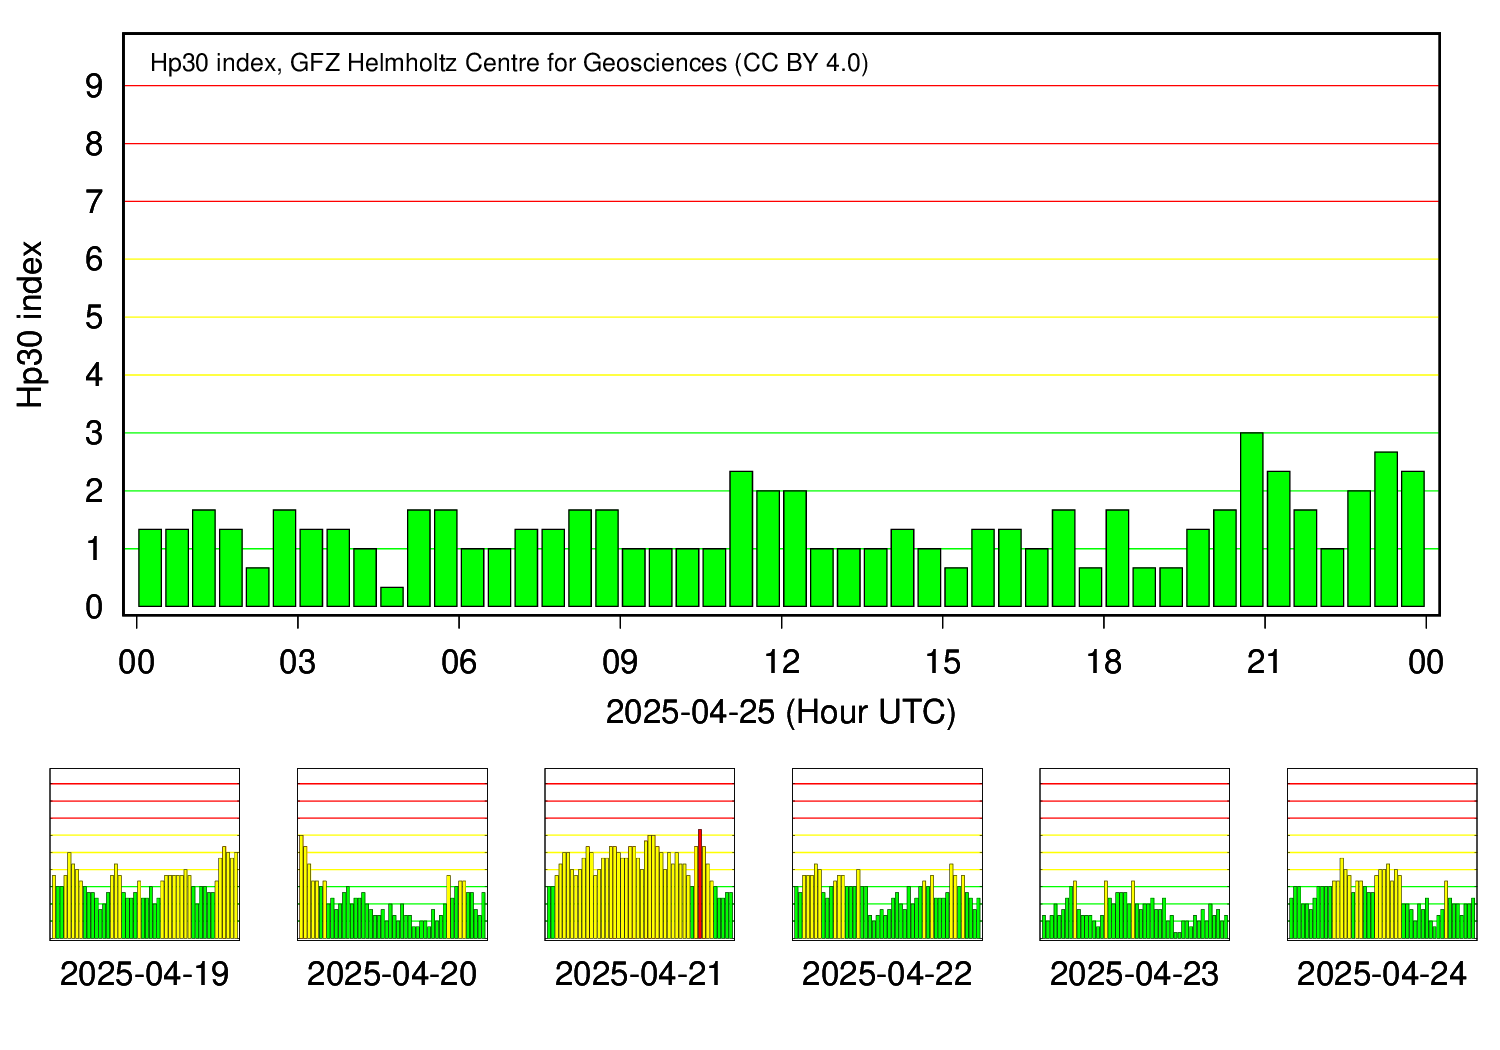 Hp30 index, GFZ Helmholtz Centre for Geosciences (CC BY 4.0)
9
8
7
6
5
4
3
2
1
0
Hp30 index
00 03 06 09 12 15 18 21 00
2025-04-25 (Hour UTC)
2025-04-19 2025-04-20 2025-04-21 2025-04-22 2025-04-23 2025-04-24